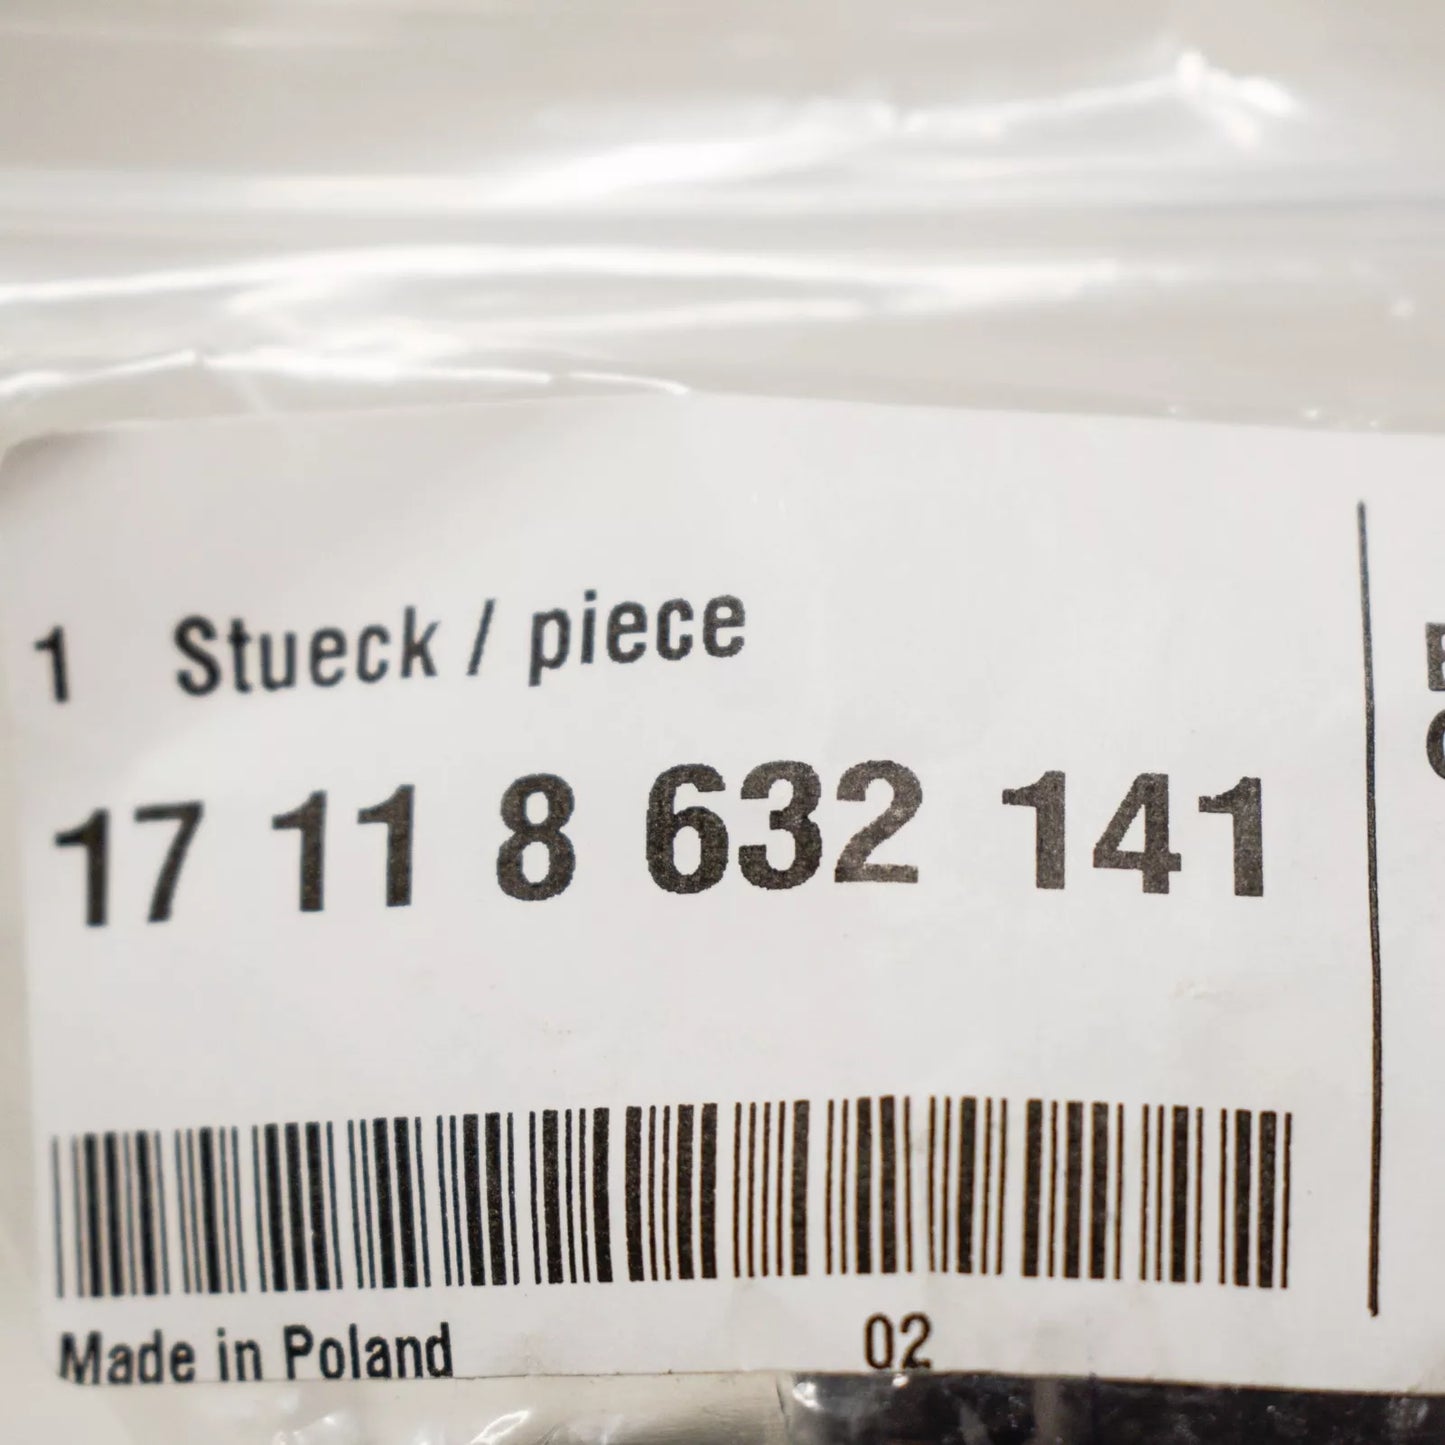 1 Stueck / piece
17 11 8 632 141
Made in Poland 02